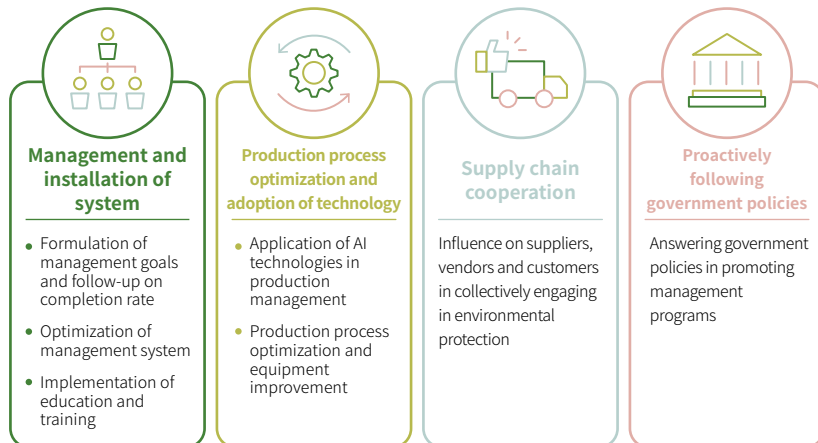 Management and
installation of
system
Formulation of
management goals
and follow-up on
completion rate
Optimization of
management system
Implementation of
education and
training
Production process
optimization and
adoption of technology
Application of AI
technologies in
production
management
Production process
optimization and
equipment
improvement
Supply chain
cooperation
Influence on suppliers,
vendors and customers
in collectively engaging
in environmental
protection
Proactively
following
government policies
Answering government
policies in promoting
management
programs